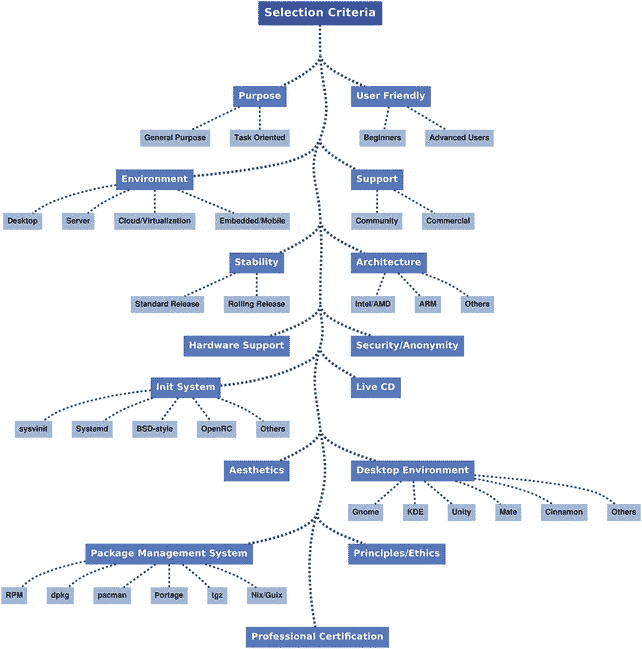 Selection Criteria
Purpose
User Friendly
General Purpose
Task Oriented
Beginners
Advanced Users
Environment
Support
Desktop
Server
Cloud/Virtualization
Embedded/Mobile
Community
Commercial
Stability
Architecture
Standard Release
Rolling Release
Intel/AMD
ARM
Others
Hardware Support
Security/Anonymity
Init System
Live CD
sysvinit
Systemd
BSD-style
OpenRC
Others
Aesthetics
Desktop Environment
Gnome
KDE
Unity
Mate
Cinnamon
Others
Package Management System
Principles/Ethics
RPM
dpkg
pacman
Portage
tgz
Nix/Guix
Professional Certification